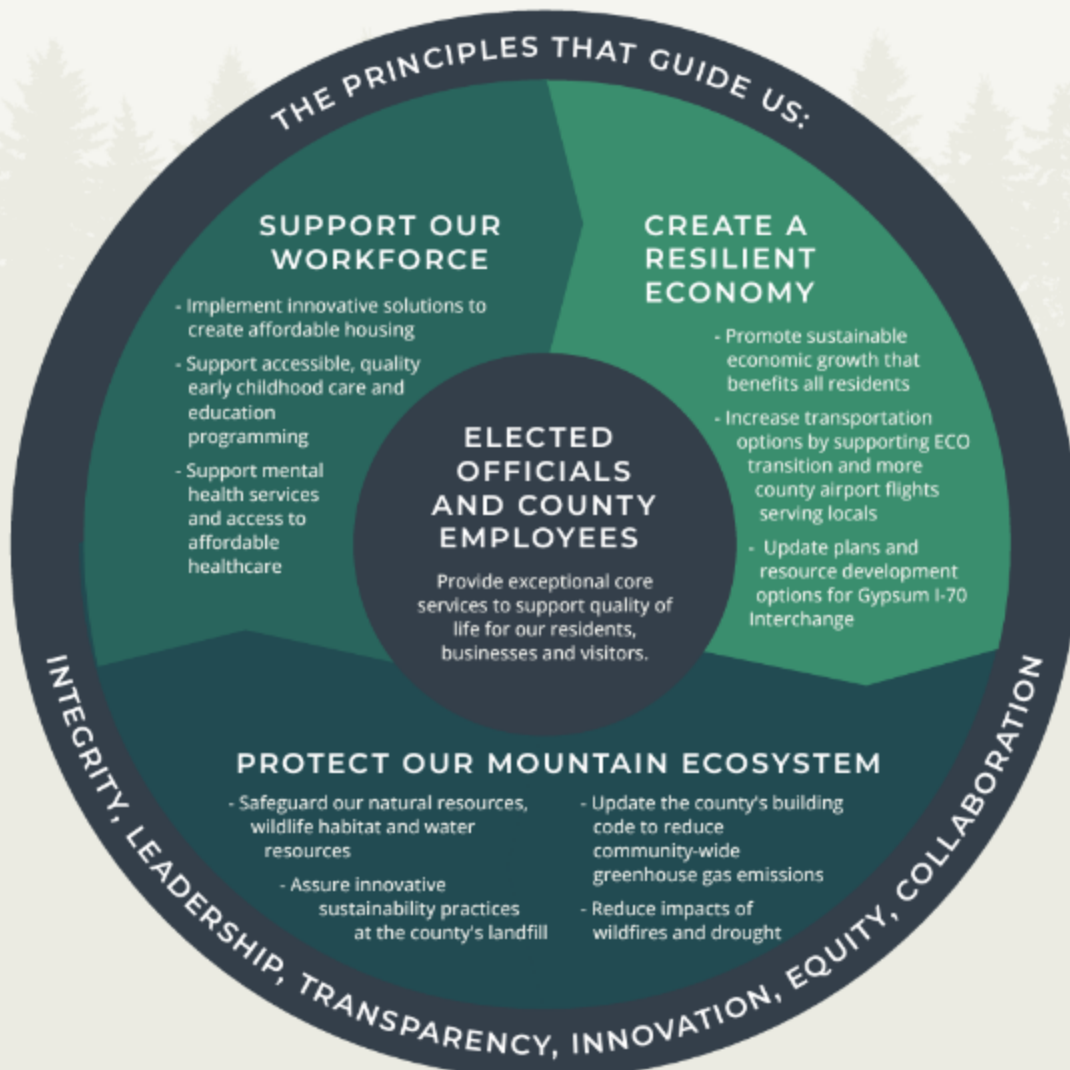 THE PRINCIPLES THAT GUIDE US:
SUPPORT OUR
WORKFORCE
- Implement innovative solutions to
create affordable housing
- Support accessible, quality
early childhood care and
education
programming
- Support mental
health services
and access to
affordable
healthcare
CREATE A
RESILIENT
ECONOMY
- Promote sustainable
economic growth that
benefits all residents
- Increase transportation
options by supporting ECO
transition and more
county airport flights
serving locals
- Update plans and
resource development
options for Gypsum I-70
Interchange
ELECTED
OFFICIALS
AND COUNTY
EMPLOYEES
Provide exceptional core
services to support quality of
life for our residents,
businesses and visitors.
PROTECT OUR MOUNTAIN ECOSYSTEM
- Safeguard our natural resources,
wildlife habitat and water
resources
- Assure innovative
sustainability practices
at the county's landfill
- Update the county's building
code to reduce
community-wide
greenhouse gas emissions
- Reduce impacts of
wildfires and drought
INTEGRITY, LEADERSHIP, TRANSPARENCY, INNOVATION, EQUITY, COLLABORATION